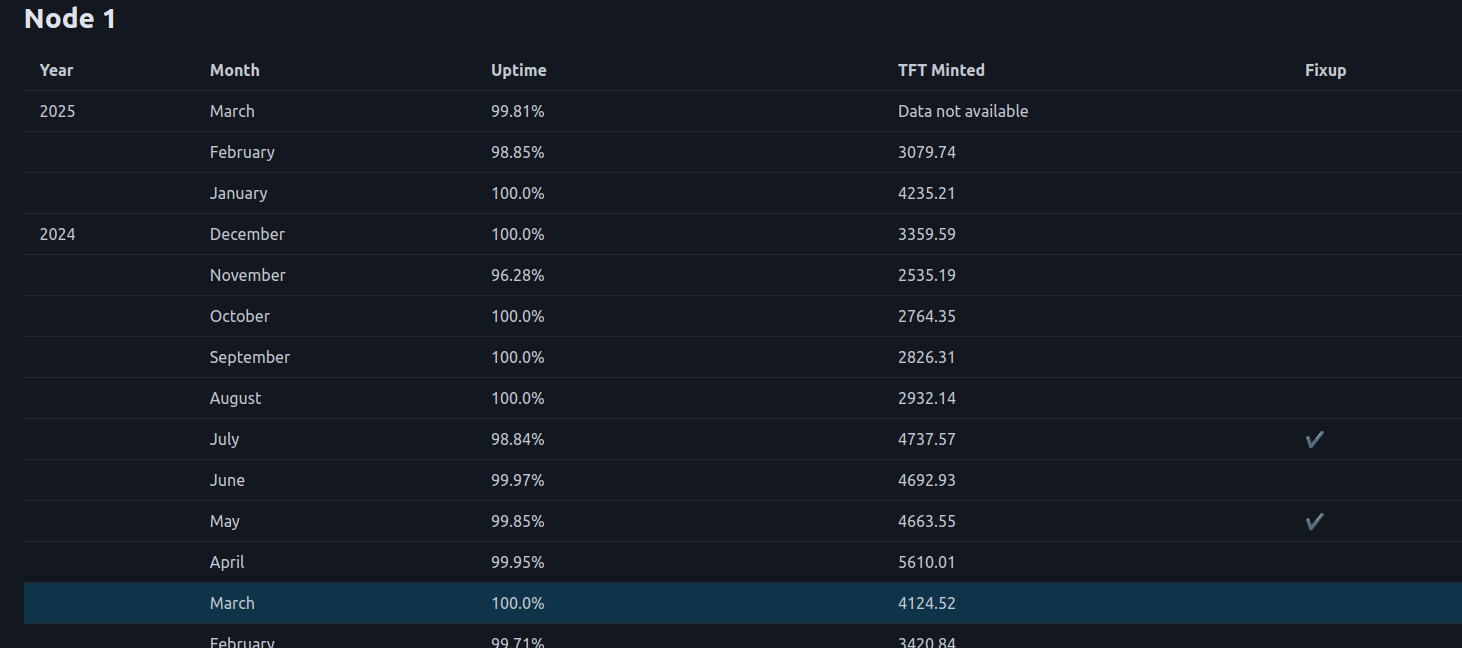 Node 1
Year Month Uptime TFT Minted Fixup
2025 March 99.81% Data not available
February 98.85% 3079.74
January 100.0% 4235.21
2024 December 100.0% 3359.59
November 96.28% 2535.19
October 100.0% 2764.35
September 100.0% 2826.31
August 100.0% 2932.14
July 98.84% 4737.57 ✔
June 99.97% 4692.93
May 99.85% 4663.55 ✔
April 99.95% 5610.01
March 100.0% 4124.52
February 99.71% 3420.84